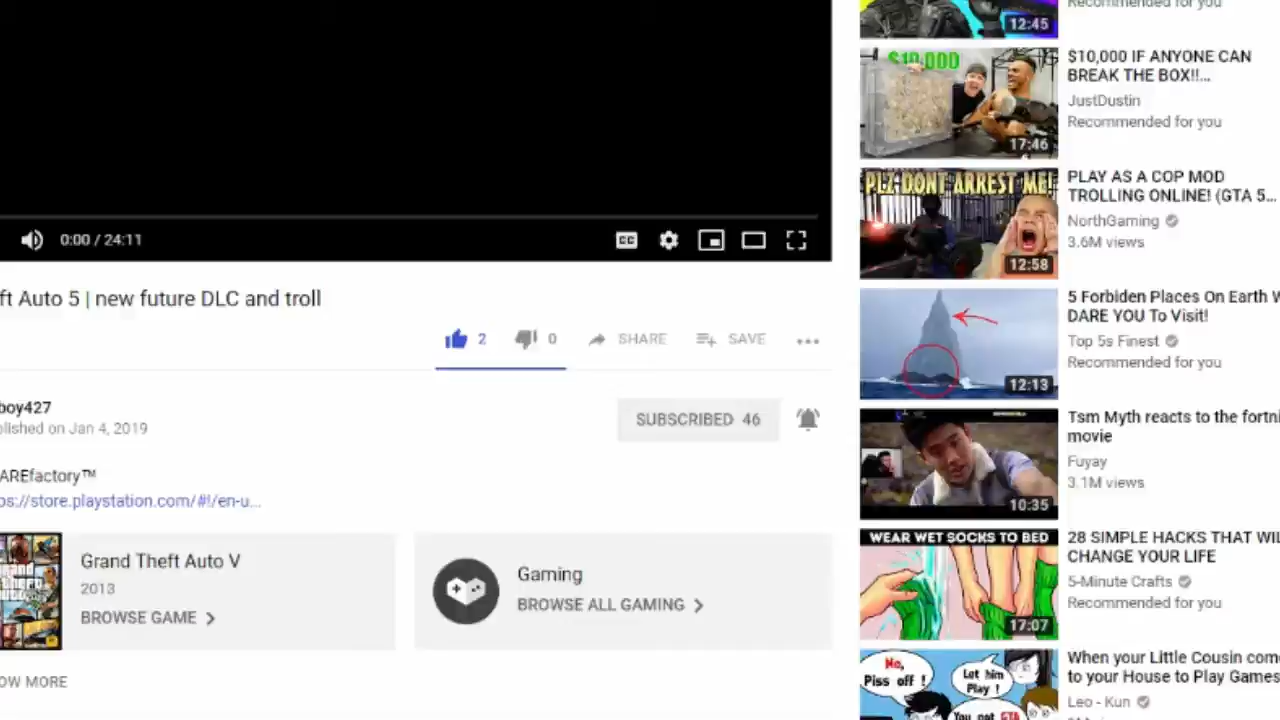 0:00 / 24:11
CC
ft Auto 5 | new future DLC and troll
2
0
SHARE
SAVE
boy427
SUBSCRIBED 46
blished on Jan 4, 2019
AREfactory™
ps://store.playstation.com/#!/en-u...
Grand Theft Auto V
2013
BROWSE GAME
Gaming
BROWSE ALL GAMING
OW MORE
12:45
Recommended for you
$10,000
17:46
$10,000 IF ANYONE CAN
BREAK THE BOX!!...
JustDustin
Recommended for you
PLZ DONT ARREST ME!
12:58
PLAY AS A COP MOD
TROLLING ONLINE! (GTA 5...
NorthGaming
3.6M views
12:13
5 Forbiden Places On Earth W
DARE YOU To Visit!
Top 5s Finest
Recommended for you
10:35
Tsm Myth reacts to the fortni
movie
Fuyay
3.1M views
WEAR WET SOCKS TO BED
17:07
28 SIMPLE HACKS THAT WIL
CHANGE YOUR LIFE
5-Minute Crafts
Recommended for you
No,
Piss off !
Let him
Play !
You got GTA
When your Little Cousin com
to your House to Play Games
Leo - Kun